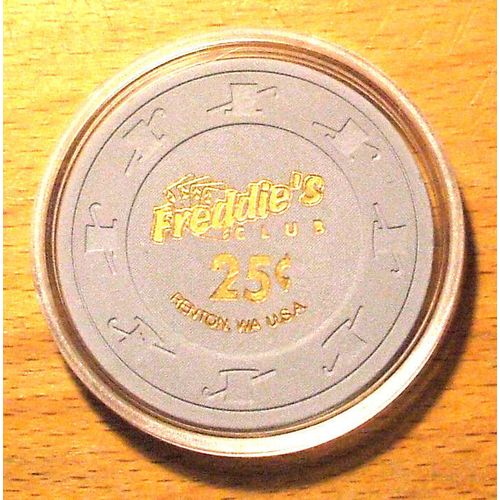 Freddie's
CLUB
25¢
RENTON, WA U.S.A.